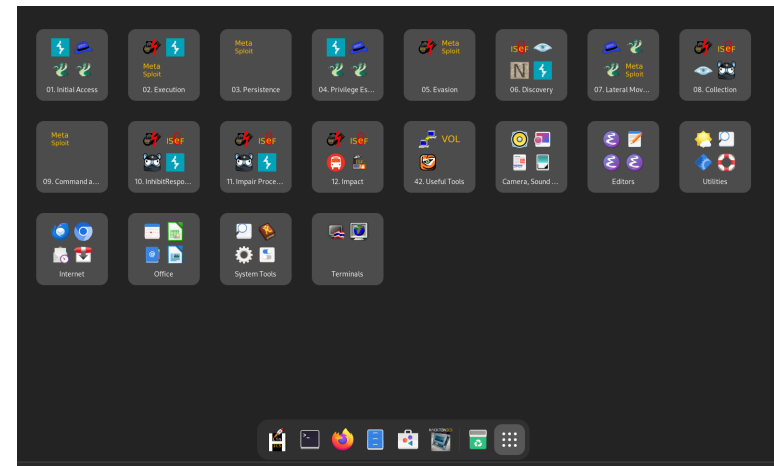 Meta
Sploit
ISEF
Meta
Sploit
ISEF
Meta
Sploit
Meta
Sploit
01. Initial Access
02. Execution
03. Persistence
04. Privilege Es...
05. Evasion
06. Discovery
07. Lateral Mov...
08. Collection
Meta
Sploit
ISEF
ISEF
ISEF
VOL
09. Command a...
10. InhibitRespo...
11. Impair Proce...
12. Impact
42. Useful Tools
Camera, Sound ...
Editors
Utilities
Internet
Office
System Tools
Terminals